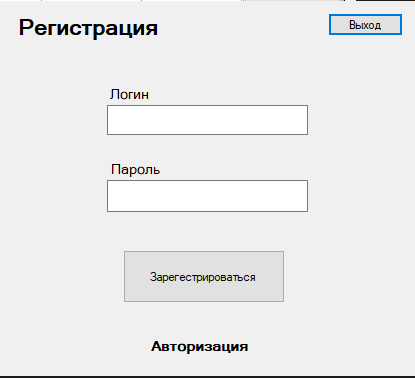 Регистрация
Выход
Логин
Пароль
Зарегестрироваться
Авторизация